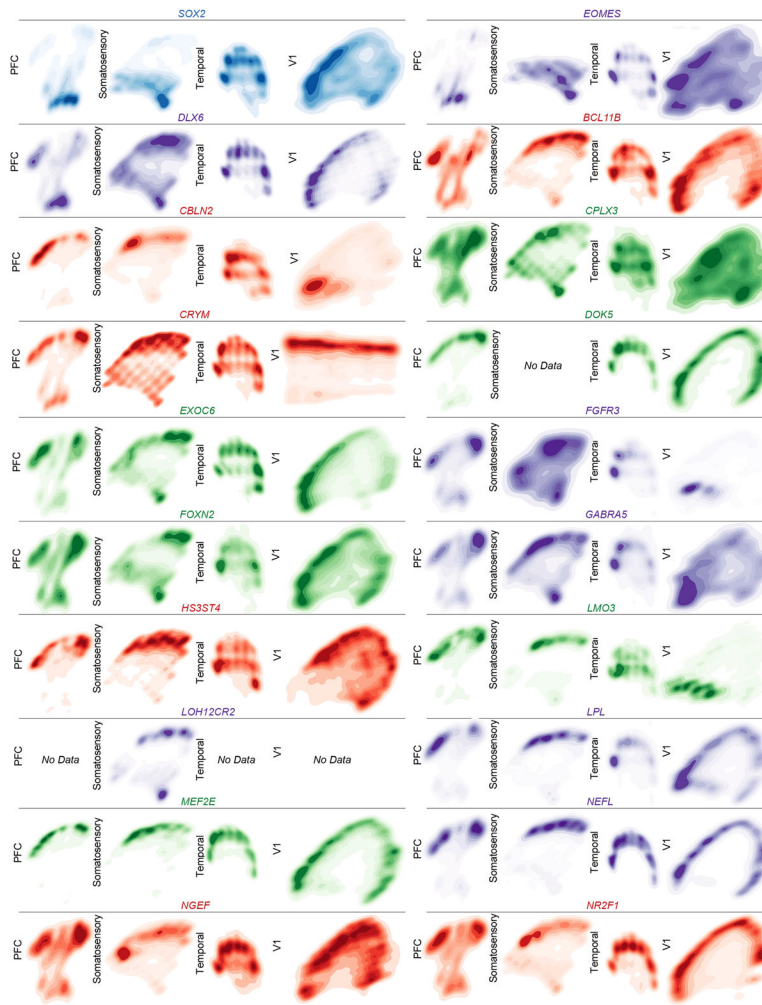 SOX2
PFC Somatosensory Temporal V1
EOMES
PFC Somatosensory Temporal V1
DLX6
PFC Somatosensory Temporal V1
BCL11B
PFC Somatosensory Temporal V1
CBLN2
PFC Somatosensory Temporal V1
CPLX3
PFC Somatosensory Temporal V1
CRYM
PFC Somatosensory Temporal V1
DOK5
PFC Somatosensory No Data Temporal V1
EXOC6
PFC Somatosensory Temporal V1
FGFR3
PFC Somatosensory Temporal V1
FOXN2
PFC Somatosensory Temporal V1
GABRA5
PFC Somatosensory Temporal V1
HS3ST4
PFC Somatosensory Temporal V1
LMO3
PFC Somatosensory Temporal V1
LOH12CR2
PFC No Data Somatosensory Temporal No Data V1 No Data
LPL
PFC Somatosensory Temporal V1
MEF2E
PFC Somatosensory Temporal V1
NEFL
PFC Somatosensory Temporal V1
NGEF
PFC Somatosensory Temporal V1
NR2F1
PFC Somatosensory Temporal V1